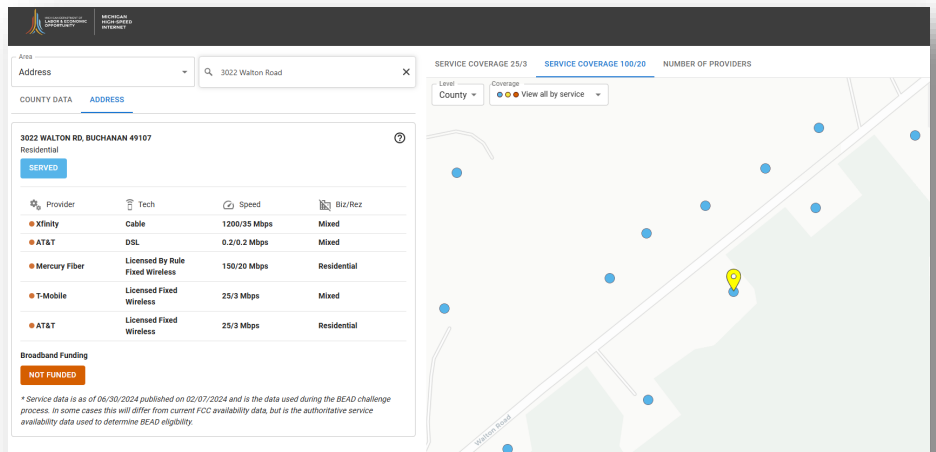 MICHIGAN DEPARTMENT OF
LABOR & ECONOMIC
OPPORTUNITY
MICHIGAN
HIGH-SPEED
INTERNET
Area
Address
3022 Walton Road
COUNTY DATA ADDRESS
3022 WALTON RD, BUCHANAN 49107
Residential
SERVED
Provider Tech Speed Biz/Rez
Xfinity Cable 1200/35 Mbps Mixed
AT&T DSL 0.2/0.2 Mbps Mixed
Mercury Fiber Licensed By Rule Fixed Wireless 150/20 Mbps Residential
T-Mobile Licensed Fixed Wireless 25/3 Mbps Mixed
AT&T Licensed Fixed Wireless 25/3 Mbps Residential
Broadband Funding
NOT FUNDED
* Service data is as of 06/30/2024 published on 02/07/2024 and is the data used during the BEAD challenge
process. In some cases this will differ from current FCC availability data, but is the authoritative service
availability data used to determine BEAD eligibility.
SERVICE COVERAGE 25/3 SERVICE COVERAGE 100/20 NUMBER OF PROVIDERS
Level
County
Coverage
View all by service
Walton Road